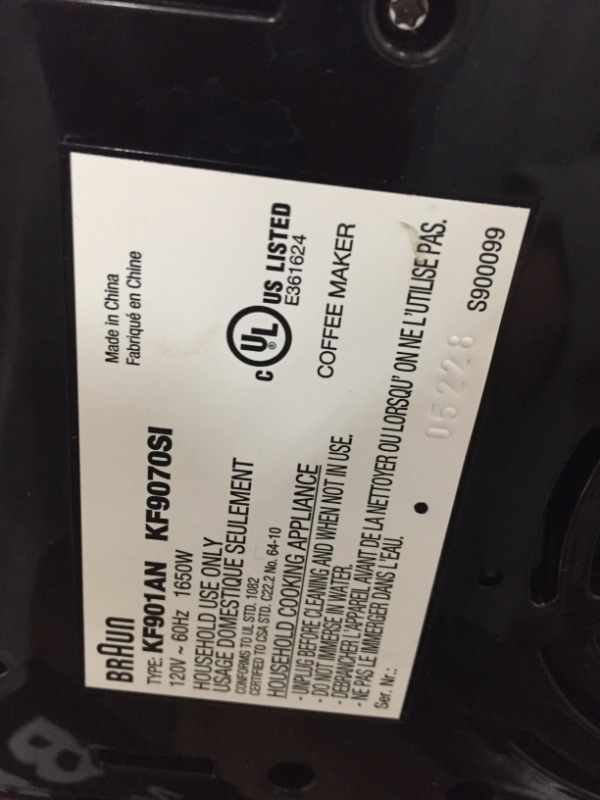 BRAUN
TYPE: KF901AN KF9070SI
120V ~ 60Hz 1650W
Made in China
Fabriqué en Chine
HOUSEHOLD USE ONLY
USAGE DOMESTIQUE SEULEMENT
CONFORMS TO UL STD. 1082
CERTIFIED TO CSA STD. C22.2 No. 64-10
C UL ® US LISTED
E361624
HOUSEHOLD COOKING APPLIANCE
COFFEE MAKER
- UNPLUG BEFORE CLEANING AND WHEN NOT IN USE.
- DO NOT IMMERSE IN WATER.
- DEBRANCHER L'APPAREIL AVANT DE LA NETTOYER OU LORSQU' ON NE L'UTILISE PAS.
- NE PAS LE IMMERGER DANS L'EAU.
Ser. Nr.:
05228
S900099